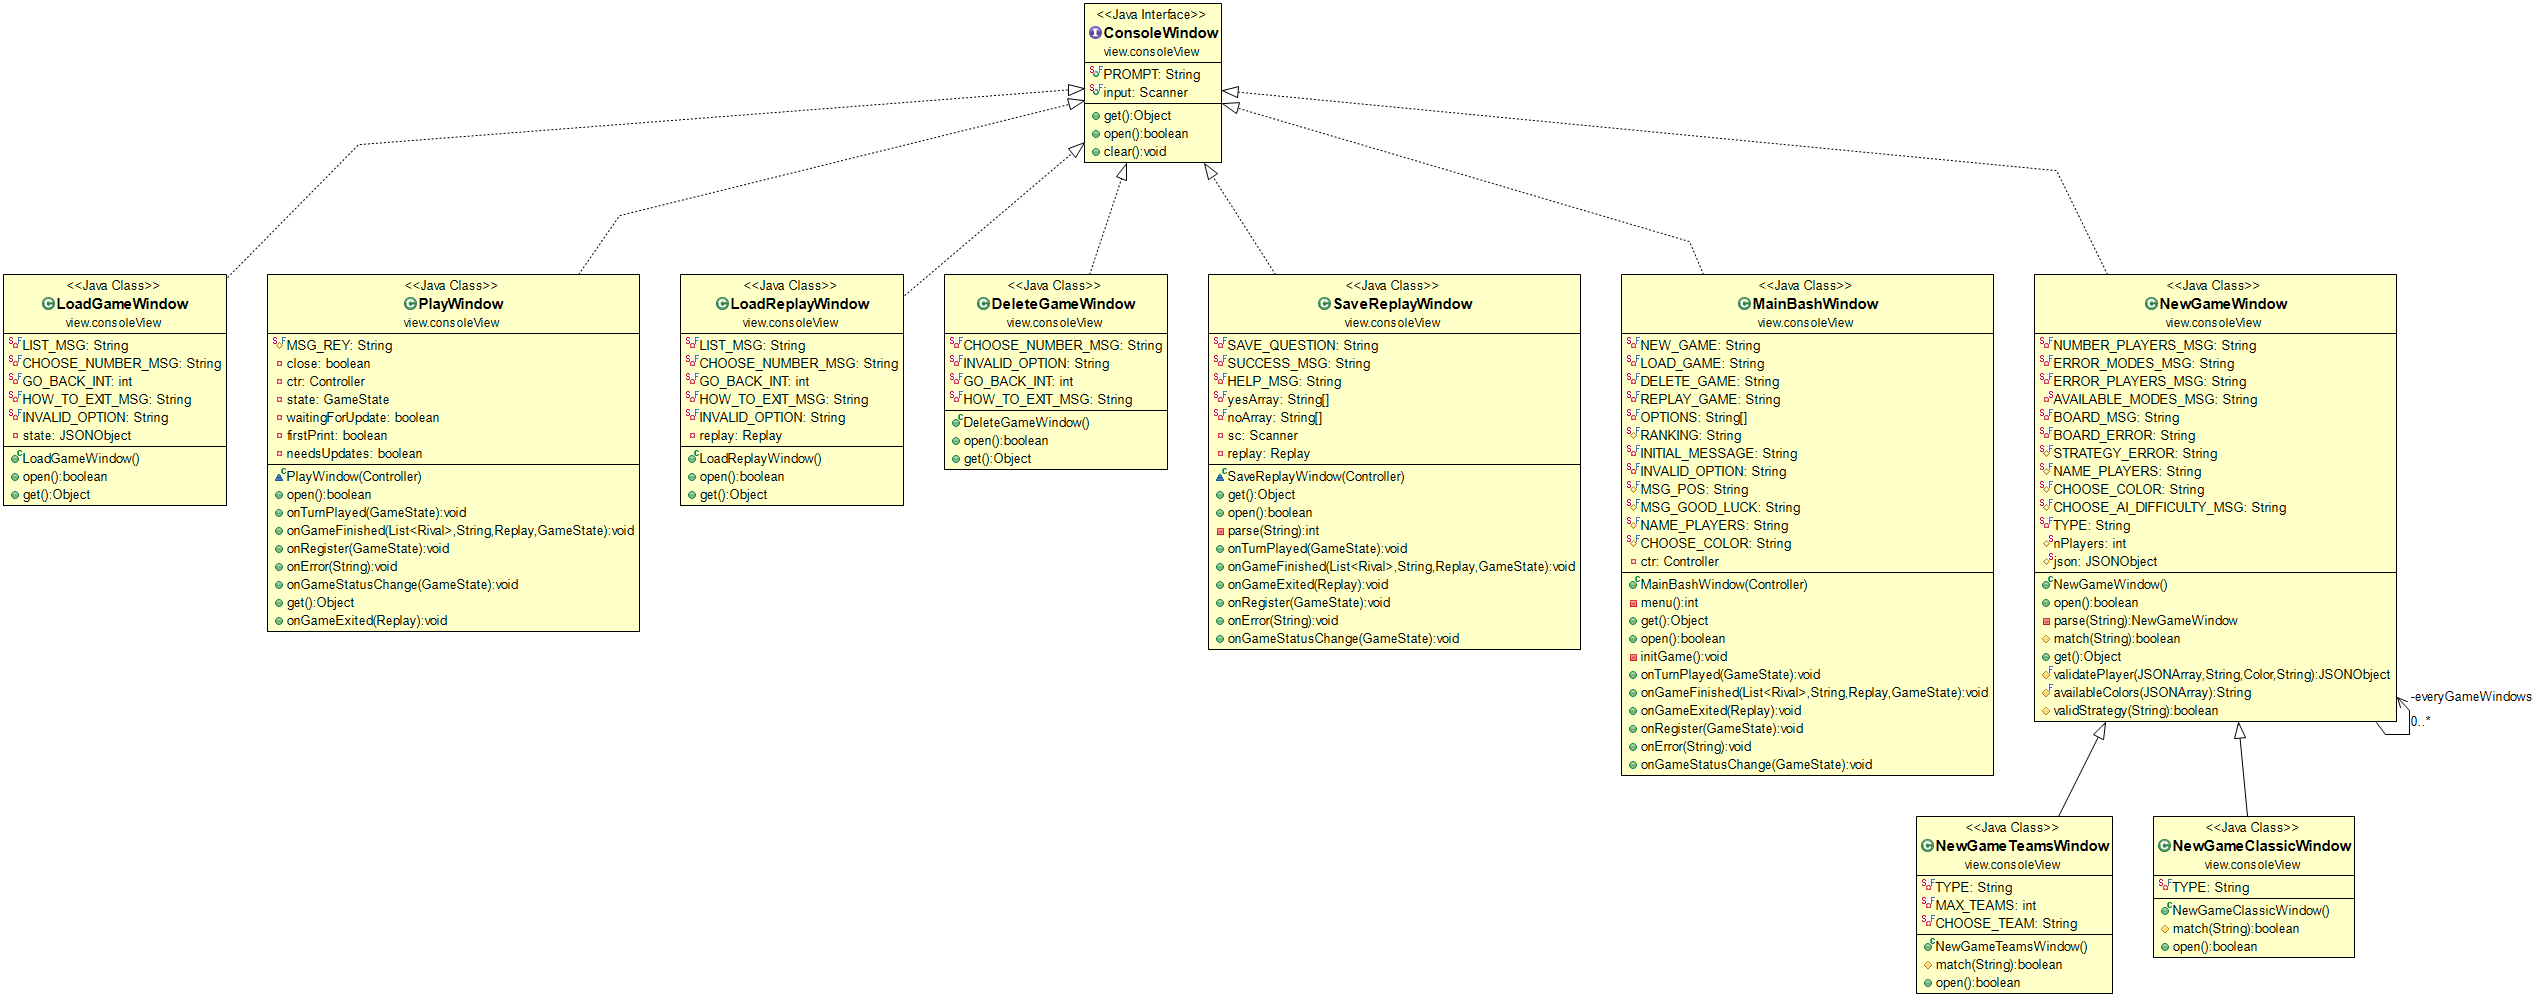 <<Java Interface>>
ConsoleWindow
view.consoleView
PROMPT: String
input: Scanner
get():Object
open():boolean
clear():void
<<Java Class>>
LoadGameWindow
view.consoleView
LIST_MSG: String
CHOOSE_NUMBER_MSG: String
GO_BACK_INT: int
HOW_TO_EXIT_MSG: String
INVALID_OPTION: String
state: JSONObject
LoadGameWindow()
open():boolean
get():Object
<<Java Class>>
PlayWindow
view.consoleView
MSG_REY: String
close: boolean
ctr: Controller
state: GameState
waitingForUpdate: boolean
firstPrint: boolean
needsUpdates: boolean
PlayWindow(Controller)
open():boolean
onTurnPlayed(GameState):void
onGameFinished(List<Rival>,String,Replay,GameState):void
onRegister(GameState):void
onError(String):void
onGameStatusChange(GameState):void
get():Object
onGameExited(Replay):void
<<Java Class>>
LoadReplayWindow
view.consoleView
LIST_MSG: String
CHOOSE_NUMBER_MSG: String
GO_BACK_INT: int
HOW_TO_EXIT_MSG: String
INVALID_OPTION: String
replay: Replay
LoadReplayWindow()
open():boolean
get():Object
<<Java Class>>
DeleteGameWindow
view.consoleView
CHOOSE_NUMBER_MSG: String
INVALID_OPTION: String
GO_BACK_INT: int
HOW_TO_EXIT_MSG: String
DeleteGameWindow()
open():boolean
get():Object
<<Java Class>>
SaveReplayWindow
view.consoleView
SAVE_QUESTION: String
SUCCESS_MSG: String
HELP_MSG: String
yesArray: String[]
noArray: String[]
sc: Scanner
replay: Replay
SaveReplayWindow(Controller)
get():Object
open():boolean
parse(String):int
onTurnPlayed(GameState):void
onGameFinished(List<Rival>,String,Replay,GameState):void
onGameExited(Replay):void
onRegister(GameState):void
onError(String):void
onGameStatusChange(GameState):void
<<Java Class>>
MainBashWindow
view.consoleView
NEW_GAME: String
LOAD_GAME: String
DELETE_GAME: String
REPLAY_GAME: String
OPTIONS: String[]
RANKING: String
INITIAL_MESSAGE: String
INVALID_OPTION: String
MSG_POS: String
MSG_GOOD_LUCK: String
NAME_PLAYERS: String
CHOOSE_COLOR: String
ctr: Controller
MainBashWindow(Controller)
menu():int
get():Object
open():boolean
initGame():void
onTurnPlayed(GameState):void
onGameFinished(List<Rival>,String,Replay,GameState):void
onGameExited(Replay):void
onRegister(GameState):void
onError(String):void
onGameStatusChange(GameState):void
<<Java Class>>
NewGameWindow
view.consoleView
NUMBER_PLAYERS_MSG: String
ERROR_MODES_MSG: String
ERROR_PLAYERS_MSG: String
AVAILABLE_MODES_MSG: String
BOARD_MSG: String
BOARD_ERROR: String
STRATEGY_ERROR: String
NAME_PLAYERS: String
CHOOSE_COLOR: String
CHOOSE_AI_DIFFICULTY_MSG: String
TYPE: String
nPlayers: int
json: JSONObject
NewGameWindow()
open():boolean
parse(String):NewGameWindow
match(String):boolean
get():Object
validatePlayer(JSONArray,String,Color,String):JSONObject
availableColors(JSONArray):String
validStrategy(String):boolean
-everyGameWindows
0..*
<<Java Class>>
NewGameTeamsWindow
view.consoleView
TYPE: String
MAX_TEAMS: int
CHOOSE_TEAM: String
NewGameTeamsWindow()
match(String):boolean
open():boolean
<<Java Class>>
NewGameClassicWindow
view.consoleView
TYPE: String
NewGameClassicWindow()
match(String):boolean
open():boolean